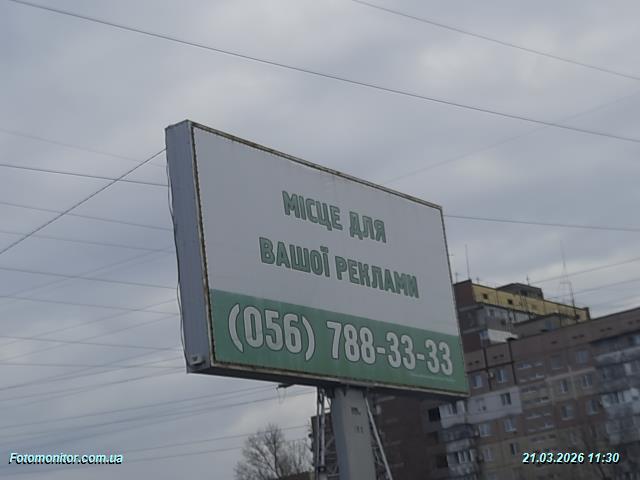 МІСЦЕ ДЛЯ
ВАШОЇ РЕКЛАМИ
(056) 788-33-33
Fotomonitor.com.ua
21.03.2026 11:30